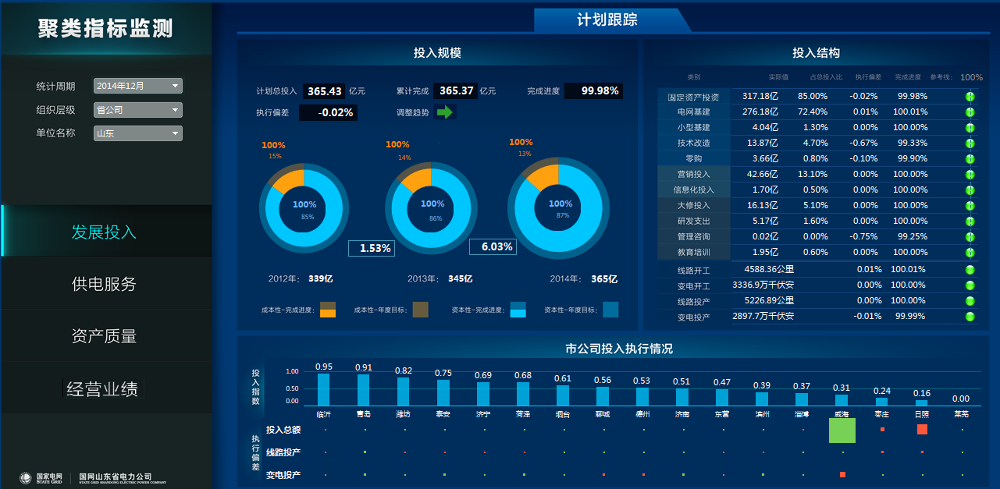 聚类指标监测
统计周期 2014年12月
组织层级 省公司
单位名称 山东
发展投入
供电服务
资产质量
经营业绩
国家电网 STATE GRID 国网山东省电力公司 STATE GRID SHANDONG ELECTRIC POWER COMPANY
计划跟踪
投入规模
计划总投入 365.43 亿元 累计完成 365.37 亿元 完成进度 99.98%
执行偏差 -0.02% 调整趋势
100% 15% 100% 85%
100% 14% 100% 86%
100% 13% 100% 87%
1.53% 6.03%
2012年: 339亿 2013年: 345亿 2014年: 365亿
成本性-完成进度: 成本性-年度目标: 资本性-完成进度: 资本性-年度目标:
投入结构
类别 实际值 占总投入比 执行偏差 完成进度 参考线: 100%
固定资产投资 317.18亿 85.00% -0.02% 99.98%
电网基建 276.18亿 72.40% 0.01% 100.01%
小型基建 4.04亿 1.30% 0.00% 100.00%
技术改造 13.87亿 4.70% -0.67% 99.33%
零购 3.66亿 0.80% -0.10% 99.90%
营销投入 42.66亿 13.10% 0.00% 100.00%
信息化投入 1.70亿 0.50% 0.00% 100.00%
大修投入 16.13亿 5.10% 0.00% 100.00%
研发支出 5.17亿 1.60% 0.00% 100.00%
管理咨询 0.02亿 0.00% -0.75% 99.25%
教育培训 1.95亿 0.60% 0.00% 100.00%
线路开工 4588.36公里 0.01% 100.01%
变电开工 3336.9万千伏安 0.00% 100.00%
线路投产 5226.89公里 0.00% 100.00%
变电投产 2897.7万千伏安 -0.01% 99.99%
市公司投入执行情况
投入指数
1.00
0.50
0.00
0.95 0.91 0.82 0.75 0.69 0.68 0.61 0.56 0.53 0.51 0.47 0.39 0.37 0.31 0.24 0.16 0.00
临沂 青岛 潍坊 泰安 济宁 菏泽 烟台 聊城 德州 济南 东营 滨州 淄博 威海 枣庄 日照 莱芜
执行偏差
投入总额
线路投产
变电投产